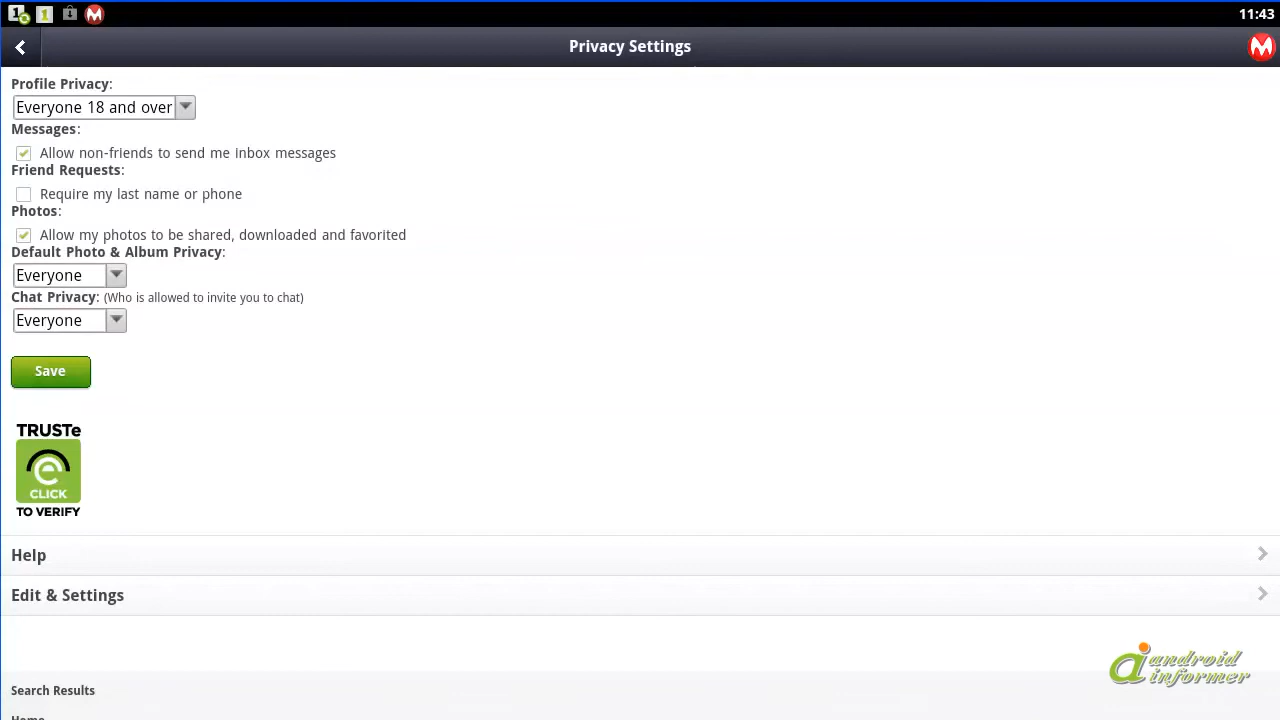 1
1
M
11:43
Privacy Settings
M
Profile Privacy:
Everyone 18 and over
Messages:
Allow non-friends to send me inbox messages
Friend Requests:
Require my last name or phone
Photos:
Allow my photos to be shared, downloaded and favorited
Default Photo & Album Privacy:
Everyone
Chat Privacy: (Who is allowed to invite you to chat)
Everyone
Save
TRUSTe
e
CLICK
TO VERIFY
Help
Edit & Settings
android
informer
Search Results
Home